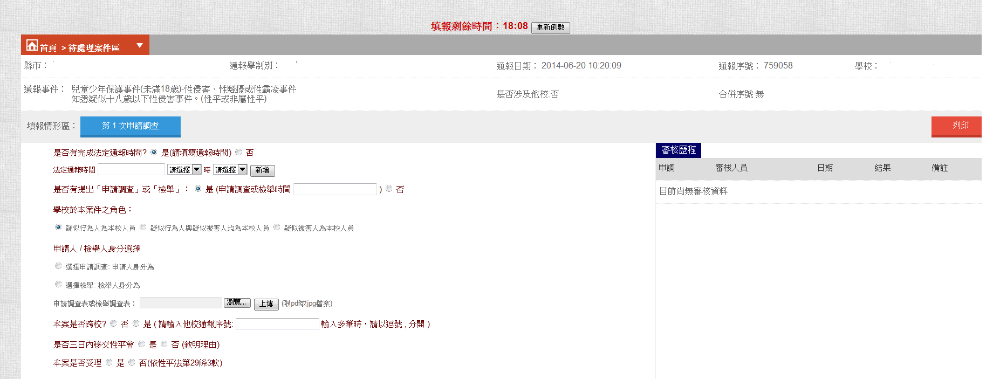 填報剩餘時間：18:08 重新倒數
首頁 > 待處理案件區
縣市： 通報學制別： 通報日期： 2014-06-20 10:20:09 通報序號： 759058 學校：
通報事件： 兒童少年保護事件(未滿18歲)-性侵害、性騷擾或性霸凌事件
知悉疑似十八歲以下性侵害事件。(性平或非屬性平)
是否涉及他校:否 合併序號 無
填報情形區： 第 1 次申請調查 列印
是否有完成法定通報時間? 是(請填寫通報時間) 否
法定通報時間 請選擇 時 請選擇 新增
是否有提出「申請調查」或「檢舉」： 是 (申請調查或檢舉時間 ) 否
學校於本案件之角色：
疑似行為人為本校人員 疑似行為人與疑似被害人均為本校人員 疑似被害人為本校人員
申請人 / 檢舉人身分選擇
選擇申請調查: 申請人身分為
選擇檢舉: 檢舉人身分為
申請調查表或檢舉調查表： 瀏覽... 上傳 (限pdf或jpg檔案)
本案是否跨校? 否 是 ( 請輸入他校通報序號: 輸入多筆時，請以逗號 , 分開 )
是否三日內移交性平會 是 否 (敘明理由)
本案是否受理 是 否(依性平法第29條3款)
審核歷程
申調 審核人員 日期 結果 備註
目前尚無審核資料